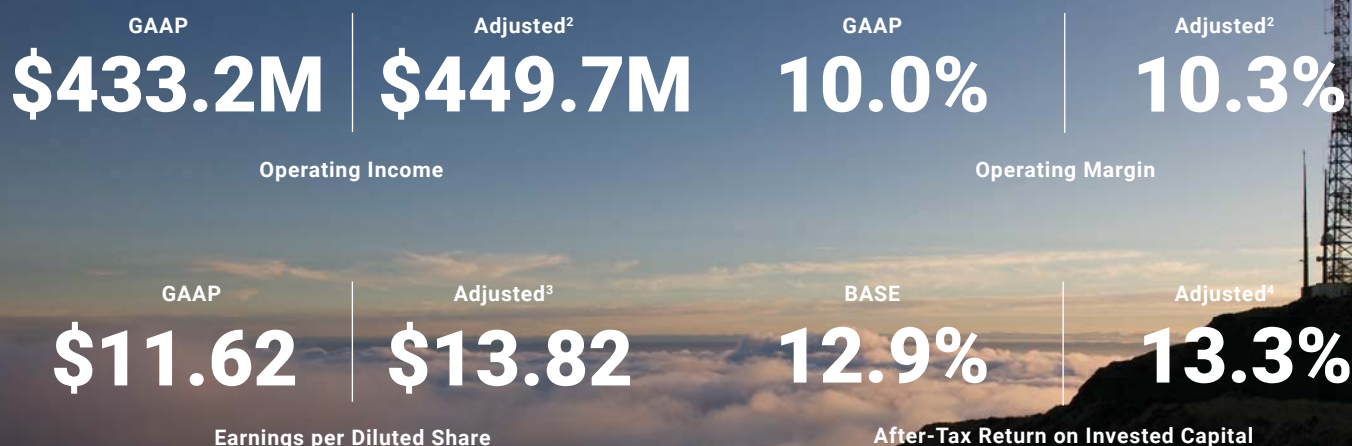 GAAP Adjusted² GAAP Adjusted²
$433.2M $449.7M 10.0% 10.3%
Operating Income Operating Margin
GAAP Adjusted³ BASE Adjusted⁴
$11.62 $13.82 12.9% 13.3%
Earnings per Diluted Share After-Tax Return on Invested Capital